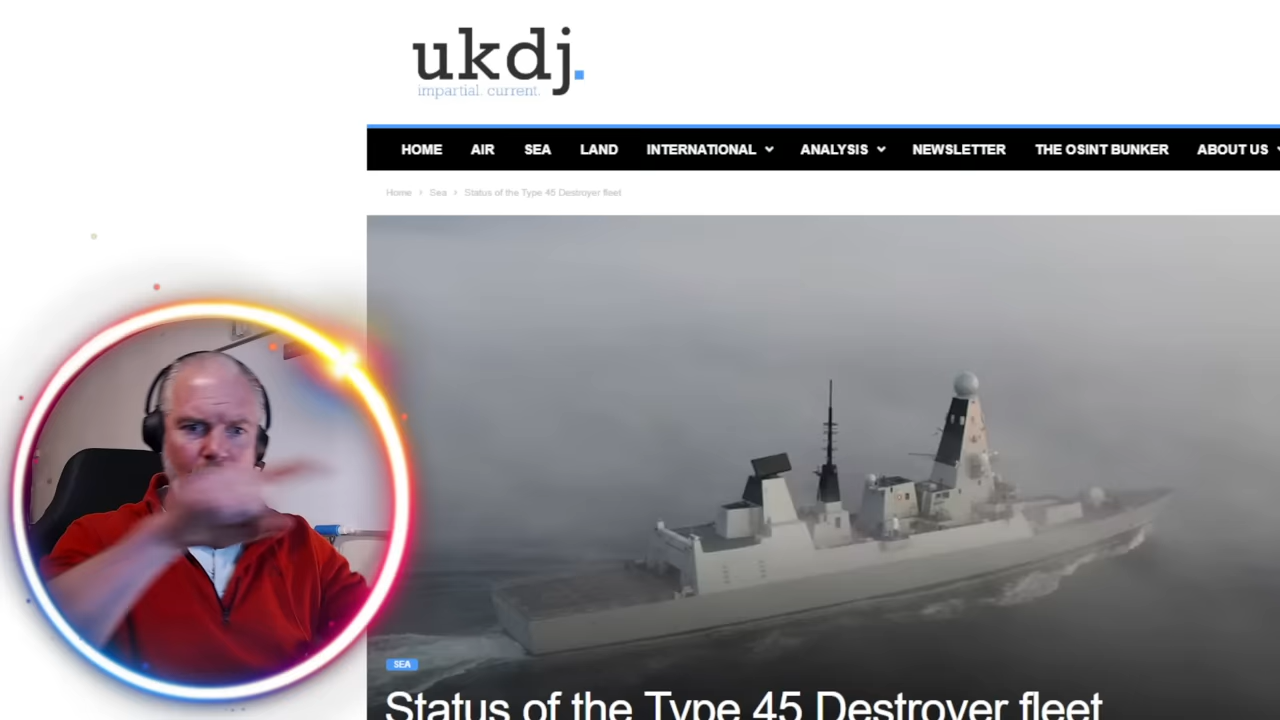 ukdj.
impartial. current.
HOME AIR SEA LAND INTERNATIONAL ANALYSIS NEWSLETTER THE OSINT BUNKER ABOUT US
Home › Sea › Status of the Type 45 Destroyer fleet
SEA
Status of the Type 45 Destroyer fleet